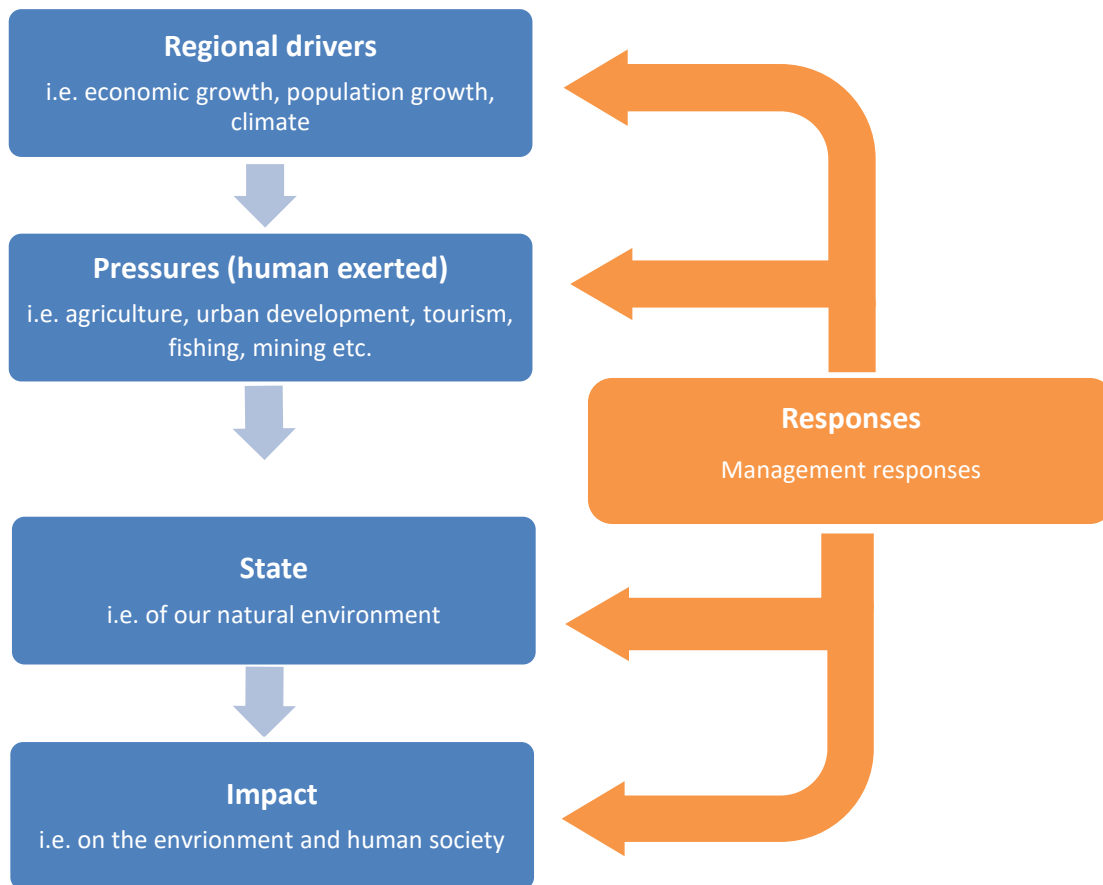 Regional drivers
i.e. economic growth, population growth,
climate
Pressures (human exerted)
i.e. agriculture, urban development, tourism,
fishing, mining etc.
Responses
Management responses
State
i.e. of our natural environment
Impact
i.e. on the envrionment and human society